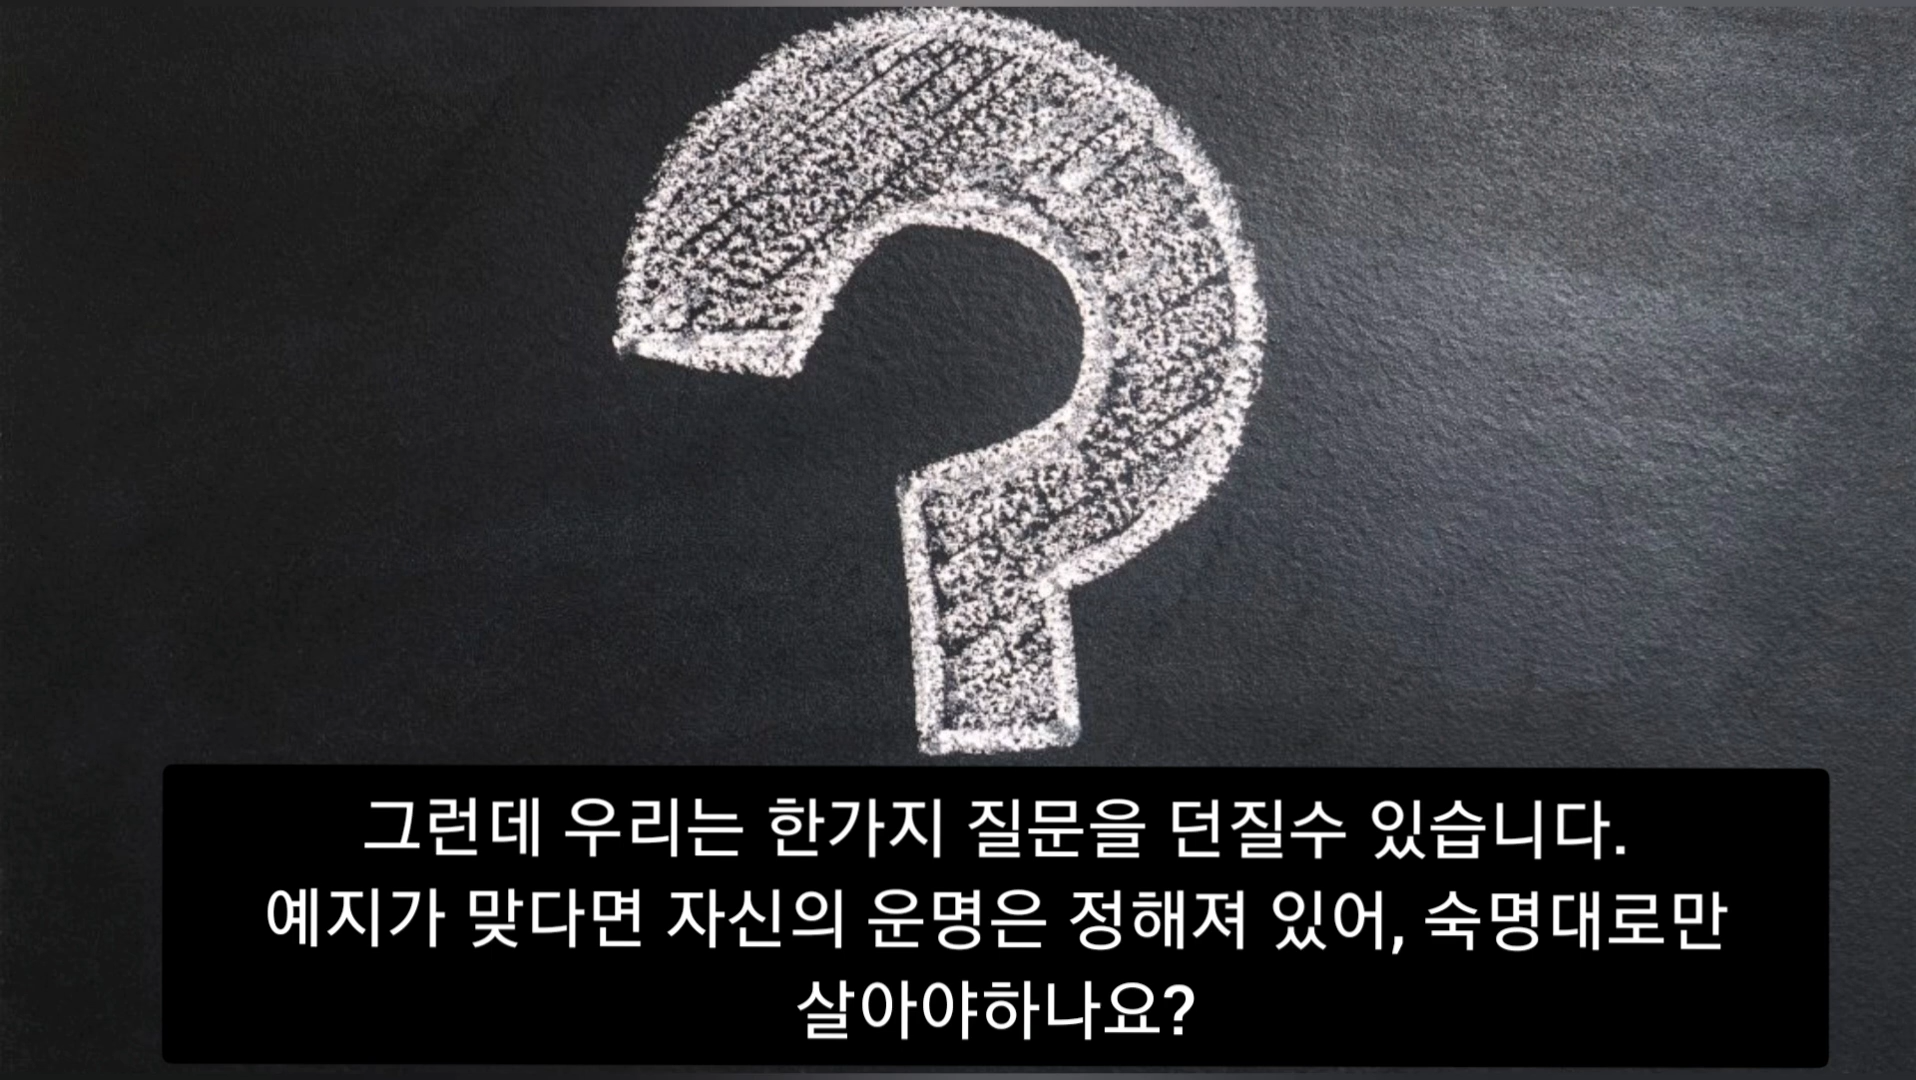 그런데 우리는 한가지 질문을 던질수 있습니다.
예지가 맞다면 자신의 운명은 정해져 있어, 숙명대로만
살아야하나요?